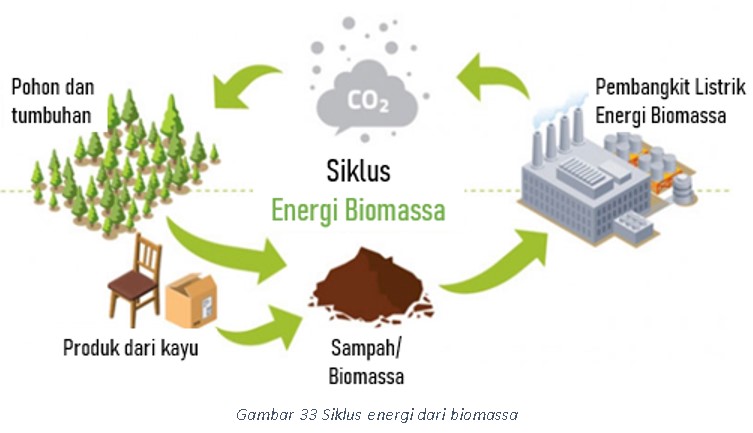 Pohon dan
tumbuhan
CO₂
Pembangkit Listrik
Energi Biomassa
Siklus
Energi Biomassa
Produk dari kayu
Sampah/
Biomassa
Gambar 33 Siklus energi dari biomassa